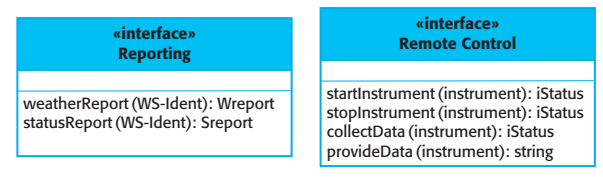 «interface»
Reporting
weatherReport (WS-Ident): Wreport
statusReport (WS-Ident): Sreport
«interface»
Remote Control
startInstrument (instrument): iStatus
stopInstrument (instrument): iStatus
collectData (instrument): iStatus
provideData (instrument): string